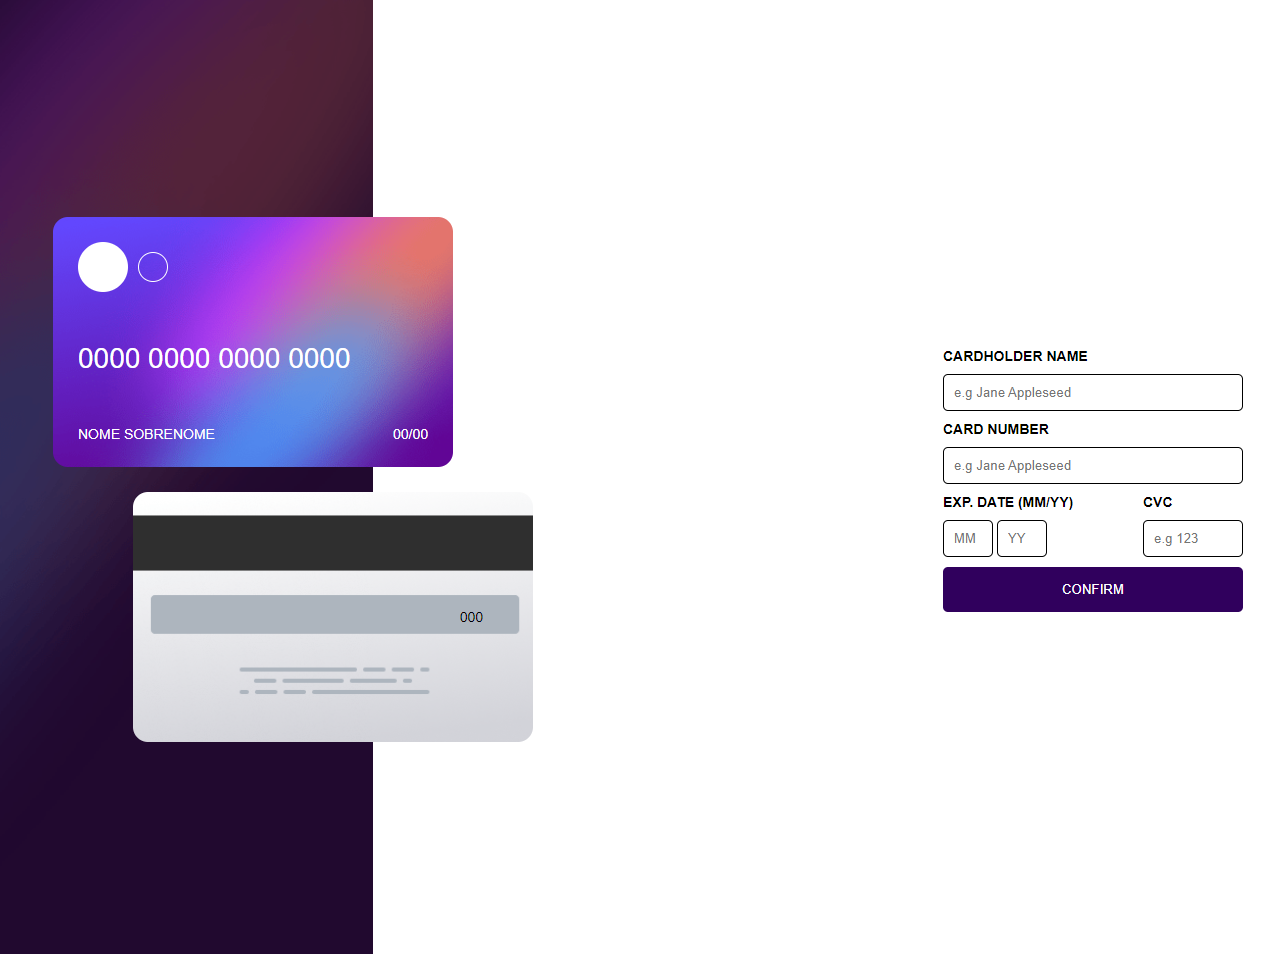 0000 0000 0000 0000
NOME SOBRENOME 00/00
000
CARDHOLDER NAME
e.g Jane Appleseed
CARD NUMBER
e.g Jane Appleseed
EXP. DATE (MM/YY) CVC
MM YY e.g 123
CONFIRM